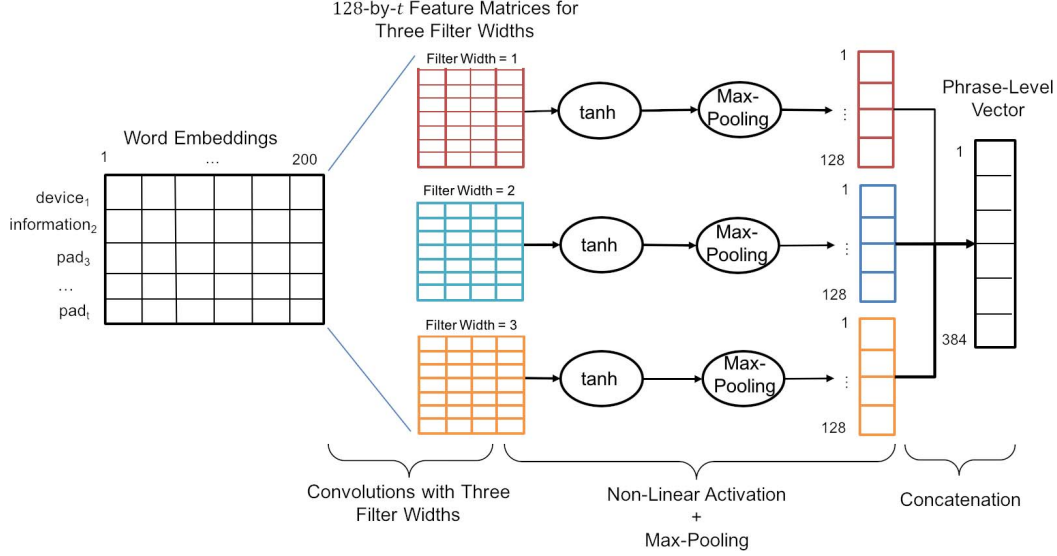 128-by-t Feature Matrices for
Three Filter Widths
Word Embeddings
1
...
200
device₁
information₂
pad₃
...
padₜ
Filter Width = 1
tanh
Max-
Pooling
1
⋮
128
Filter Width = 2
tanh
Max-
Pooling
1
⋮
128
Filter Width = 3
tanh
Max-
Pooling
1
⋮
128
Phrase-Level
Vector
1
384
Convolutions with Three
Filter Widths
Non-Linear Activation
+
Max-Pooling
Concatenation